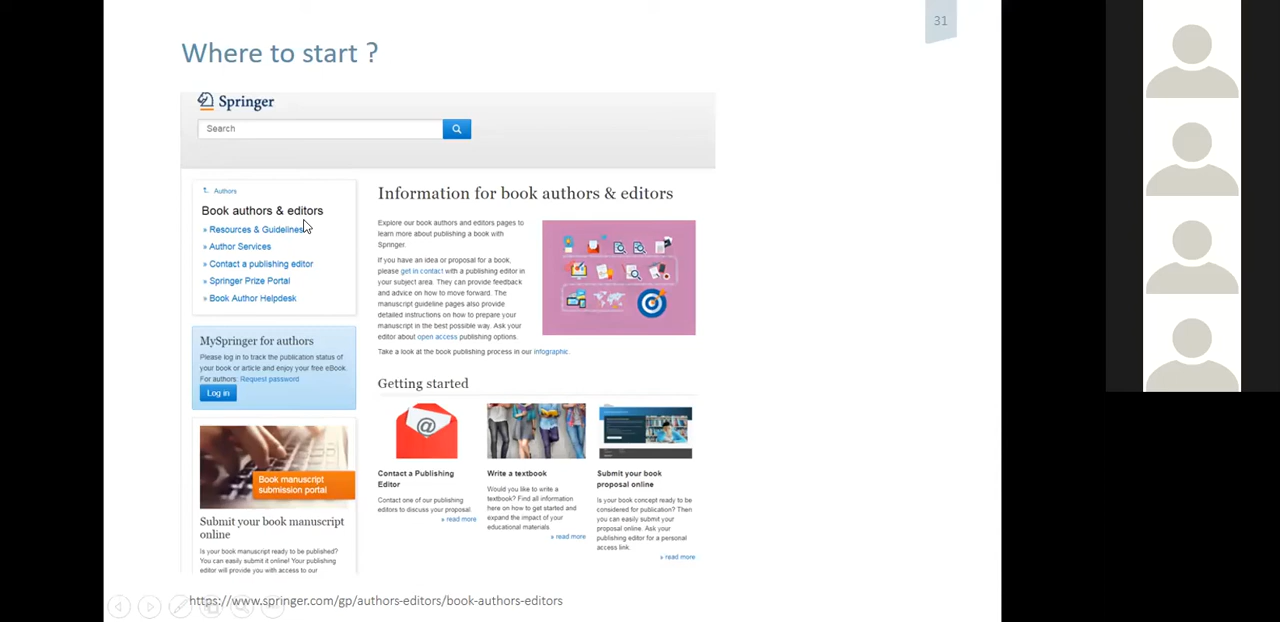 31
Where to start ?
Springer
Search
Authors
Book authors & editors
» Resources & Guidelines
» Author Services
» Contact a publishing editor
» Springer Prize Portal
» Book Author Helpdesk
MySpringer for authors
Please log in to track the publication status of
your book or article and enjoy your free eBook.
For authors: Request password
Log in
Book manuscript
submission portal
Submit your book manuscript
online
Is your book manuscript ready to be published?
You can easily submit it online! Your publishing
editor will provide you with access to our
Information for book authors & editors
Explore our book authors and editors pages to
learn more about publishing a book with
Springer.
If you have an idea or proposal for a book,
please get in contact with a publishing editor in
your subject area. They can provide feedback
and advice on how to move forward. The
manuscript guideline pages also provide
detailed instructions on how to prepare your
manuscript in the best possible way. Ask your
editor about open access publishing options.
Take a look at the book publishing process in our infographic.
Getting started
@
Contact a Publishing
Editor
Contact one of our publishing
editors to discuss your proposal.
» read more
Write a textbook
Would you like to write a
textbook? Find all information
here on how to get started and
expand the impact of your
educational materials.
» read more
Submit your book
proposal online
Is your book concept ready to be
considered for publication? Then
you can easily submit your
proposal online. Ask your
publishing editor for a personal
access link.
» read more
https://www.springer.com/gp/authors-editors/book-authors-editors